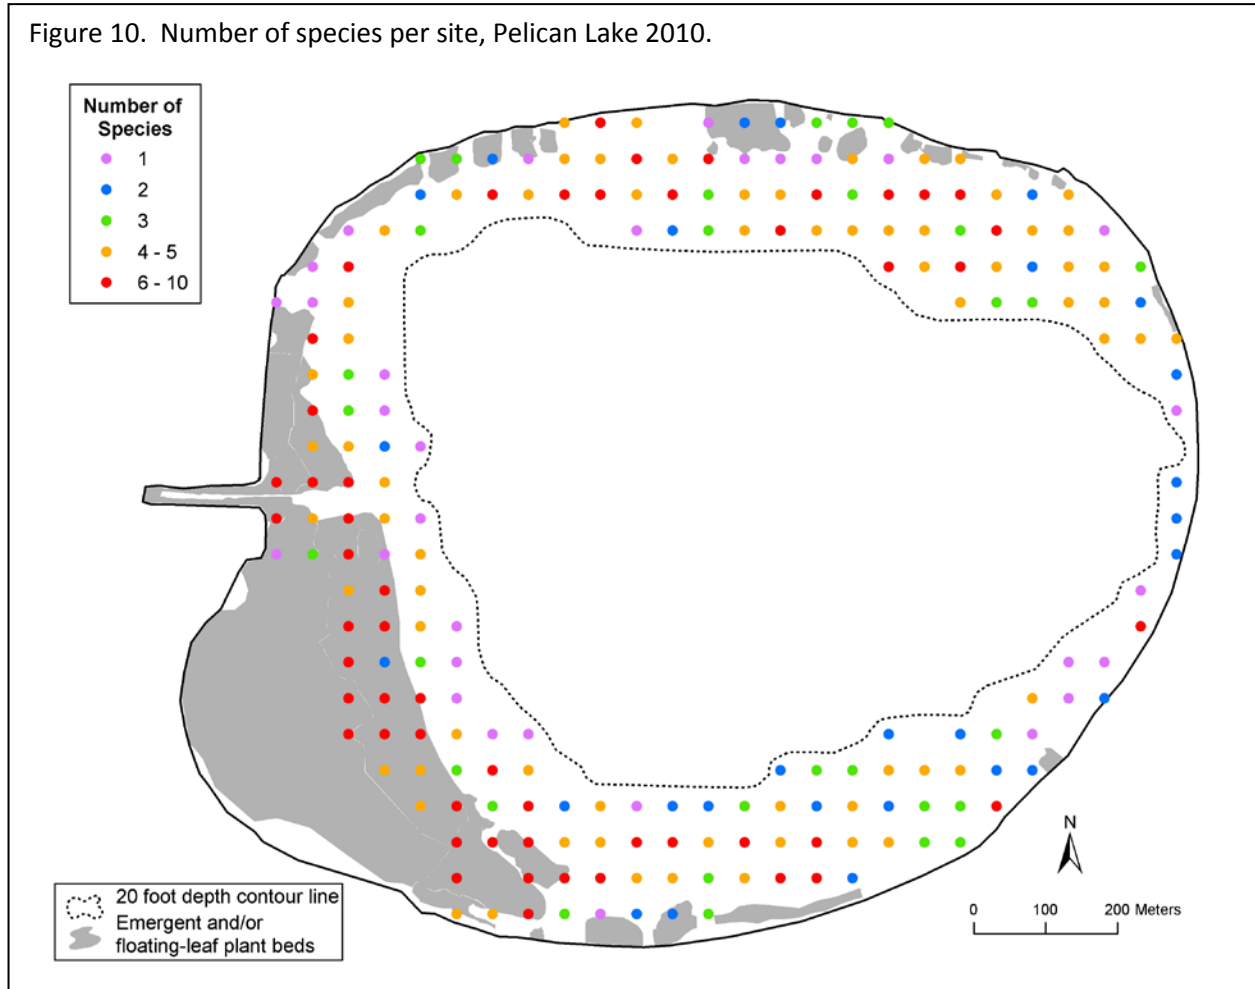 Figure 10. Number of species per site, Pelican Lake 2010.
Number of
Species
1
2
3
4 - 5
6 - 10
N
0 100 200 Meters
20 foot depth contour line
Emergent and/or
floating-leaf plant beds